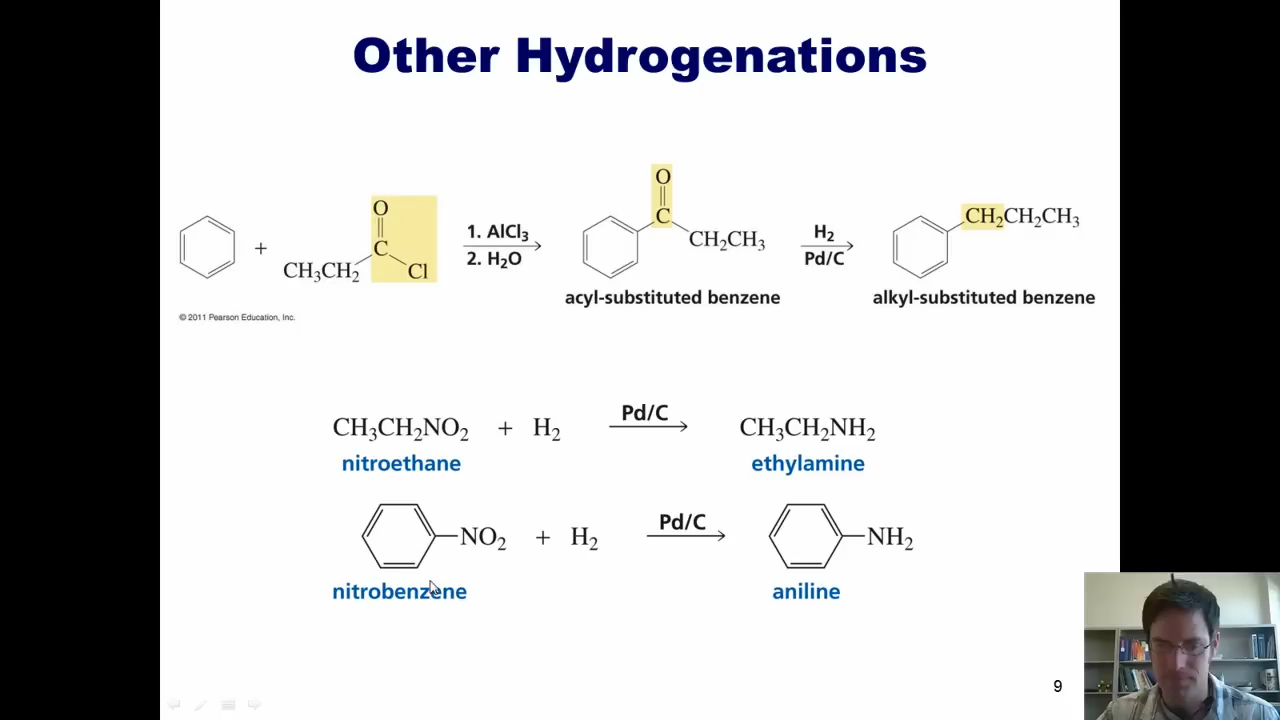 Other Hydrogenations
+
O
C
CH3CH2
Cl
1. AlCl3
2. H2O
O
C
CH2CH3
H2
Pd/C
CH2CH2CH3
acyl-substituted benzene
alkyl-substituted benzene
© 2011 Pearson Education, Inc.
CH3CH2NO2 + H2 Pd/C CH3CH2NH2
nitroethane ethylamine
NO2 + H2 Pd/C NH2
nitrobenzene aniline
9